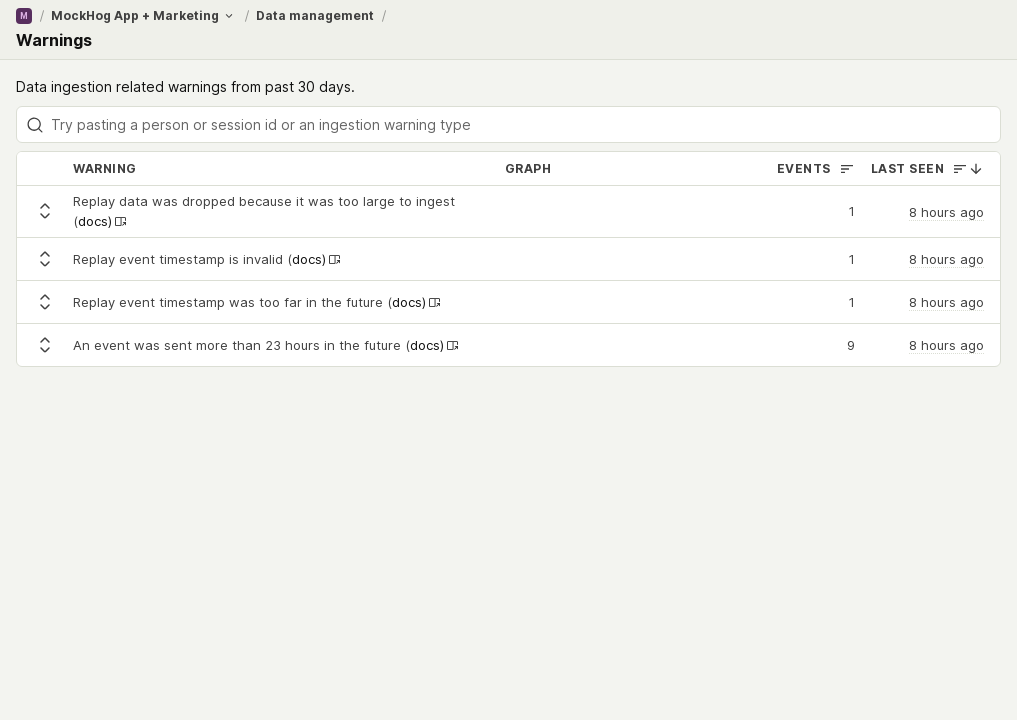 M / MockHog App + Marketing / Data management /
Warnings
Data ingestion related warnings from past 30 days.
Try pasting a person or session id or an ingestion warning type
WARNING GRAPH EVENTS LAST SEEN
Replay data was dropped because it was too large to ingest
(docs) 1 8 hours ago
Replay event timestamp is invalid (docs) 1 8 hours ago
Replay event timestamp was too far in the future (docs) 1 8 hours ago
An event was sent more than 23 hours in the future (docs) 9 8 hours ago